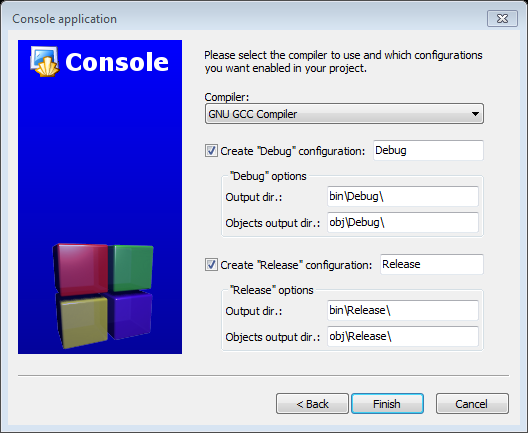 Console application
Console
Please select the compiler to use and which configurations
you want enabled in your project.
Compiler:
GNU GCC Compiler
Create "Debug" configuration: Debug
"Debug" options
Output dir.: bin\Debug\
Objects output dir.: obj\Debug\
Create "Release" configuration: Release
"Release" options
Output dir.: bin\Release\
Objects output dir.: obj\Release\
< Back Finish Cancel